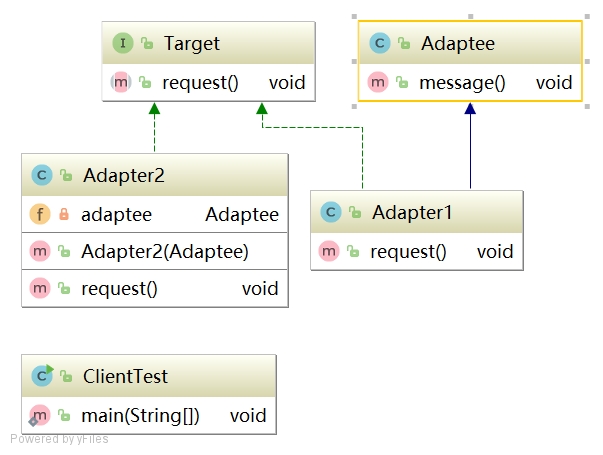 Target
request() void
Adaptee
message() void
Adapter2
adaptee Adaptee
Adapter2(Adaptee)
request() void
Adapter1
request() void
ClientTest
main(String[]) void
Powered by yFiles